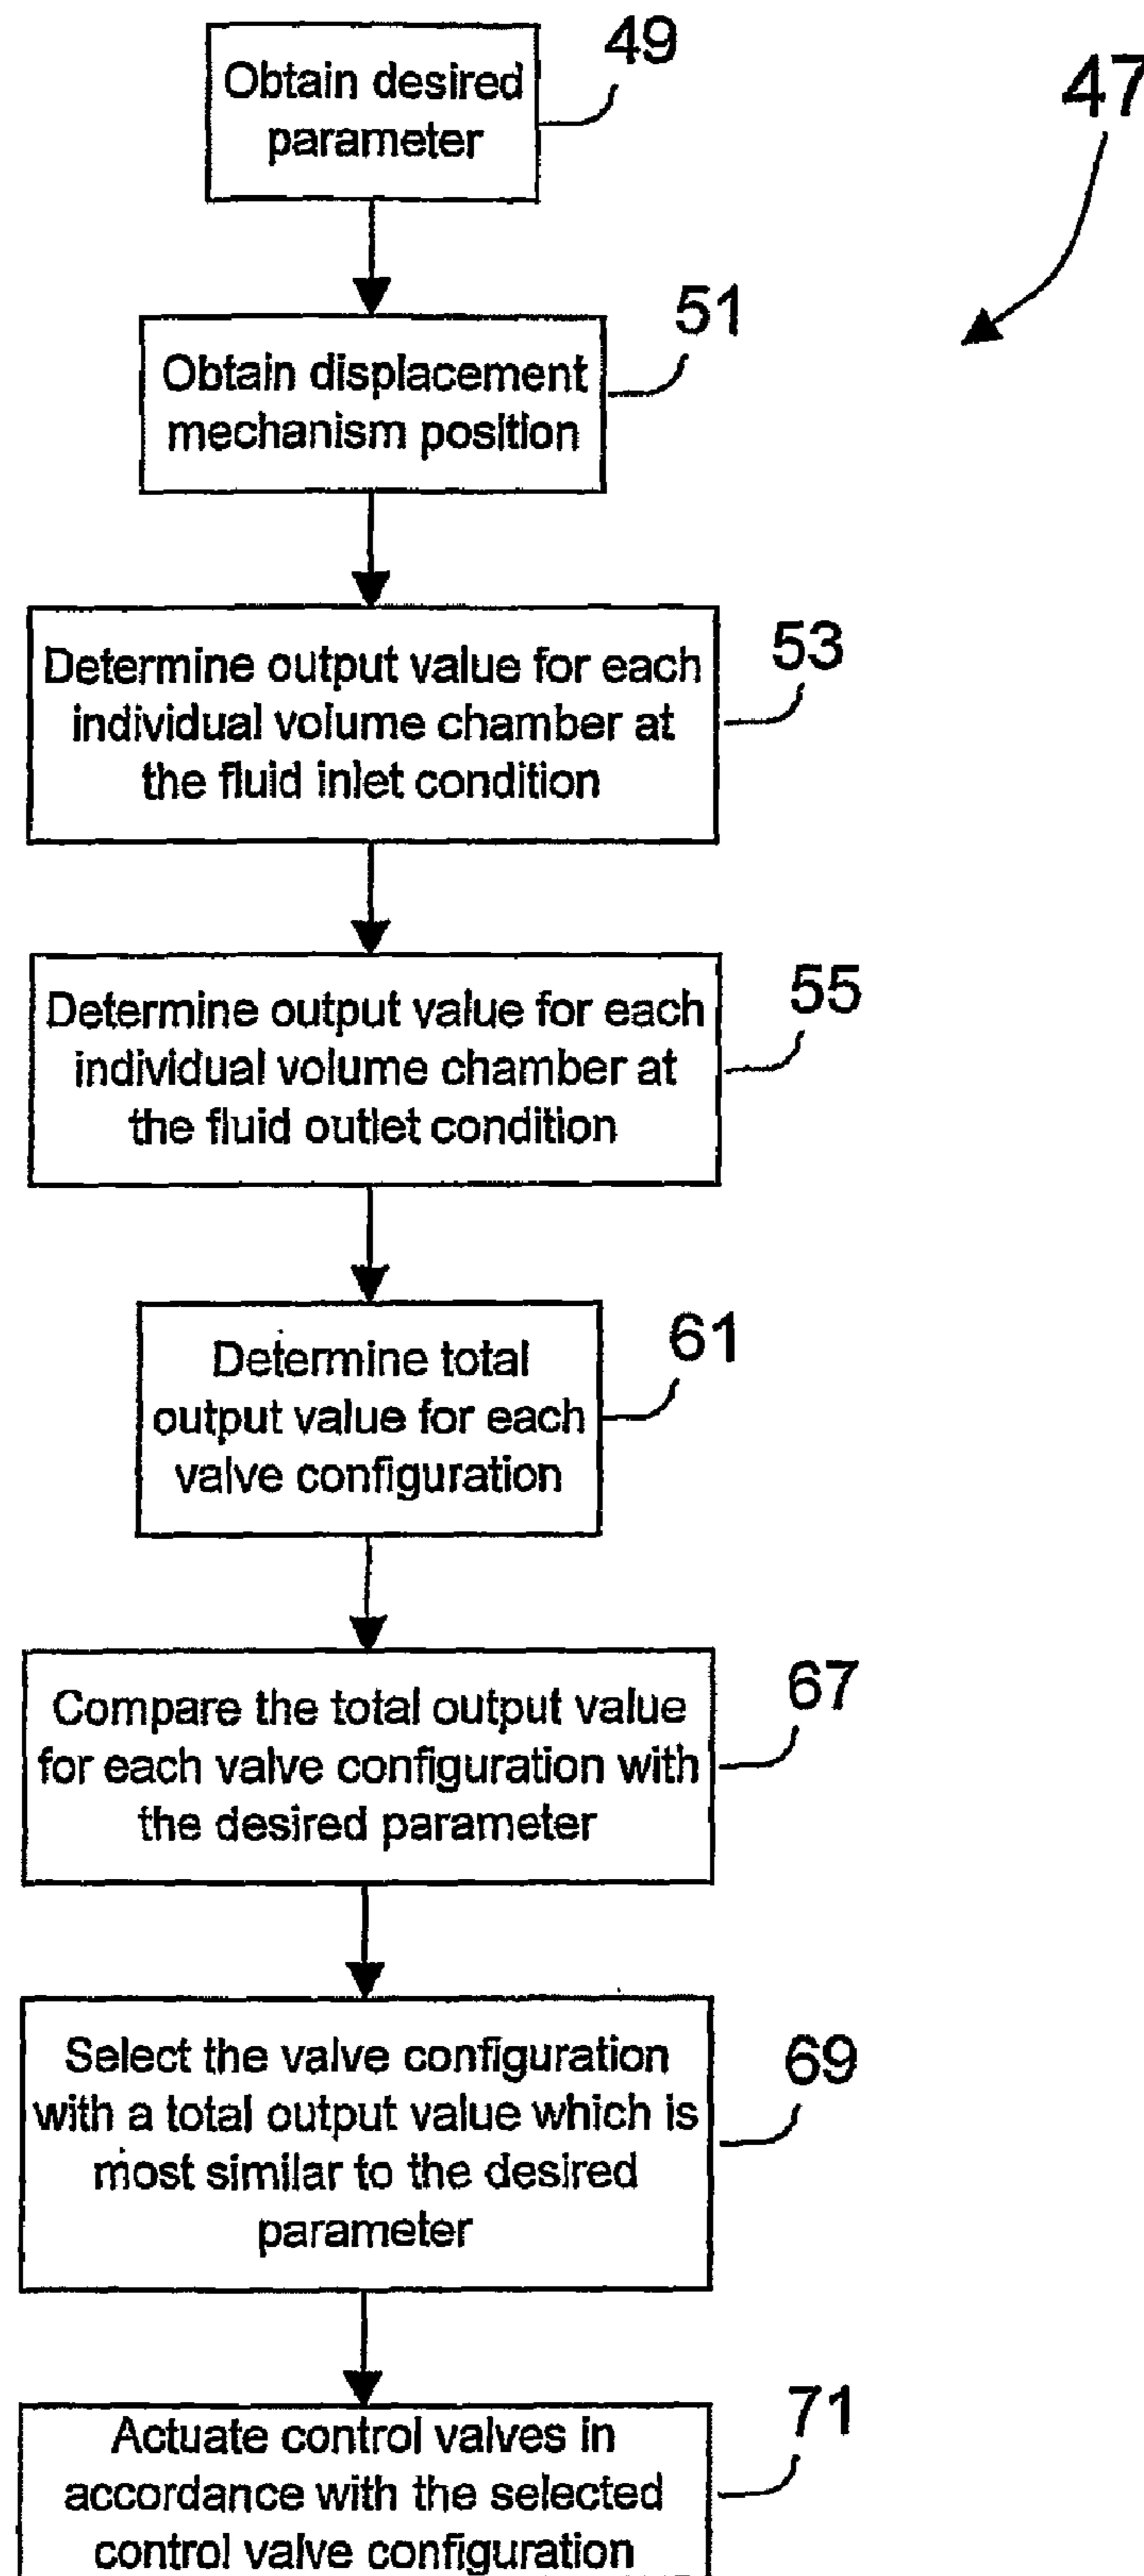 49
Obtain desired
parameter
47
51
Obtain displacement
mechanism position
53
Determine output value for each
individual volume chamber at
the fluid inlet condition
55
Determine output value for each
individual volume chamber at
the fluid outlet condition
61
Determine total
output value for each
valve configuration
67
Compare the total output value
for each valve configuration with
the desired parameter
69
Select the valve configuration
with a total output value which is
most similar to the desired
parameter
71
Actuate control valves in
accordance with the selected
control valve configuration